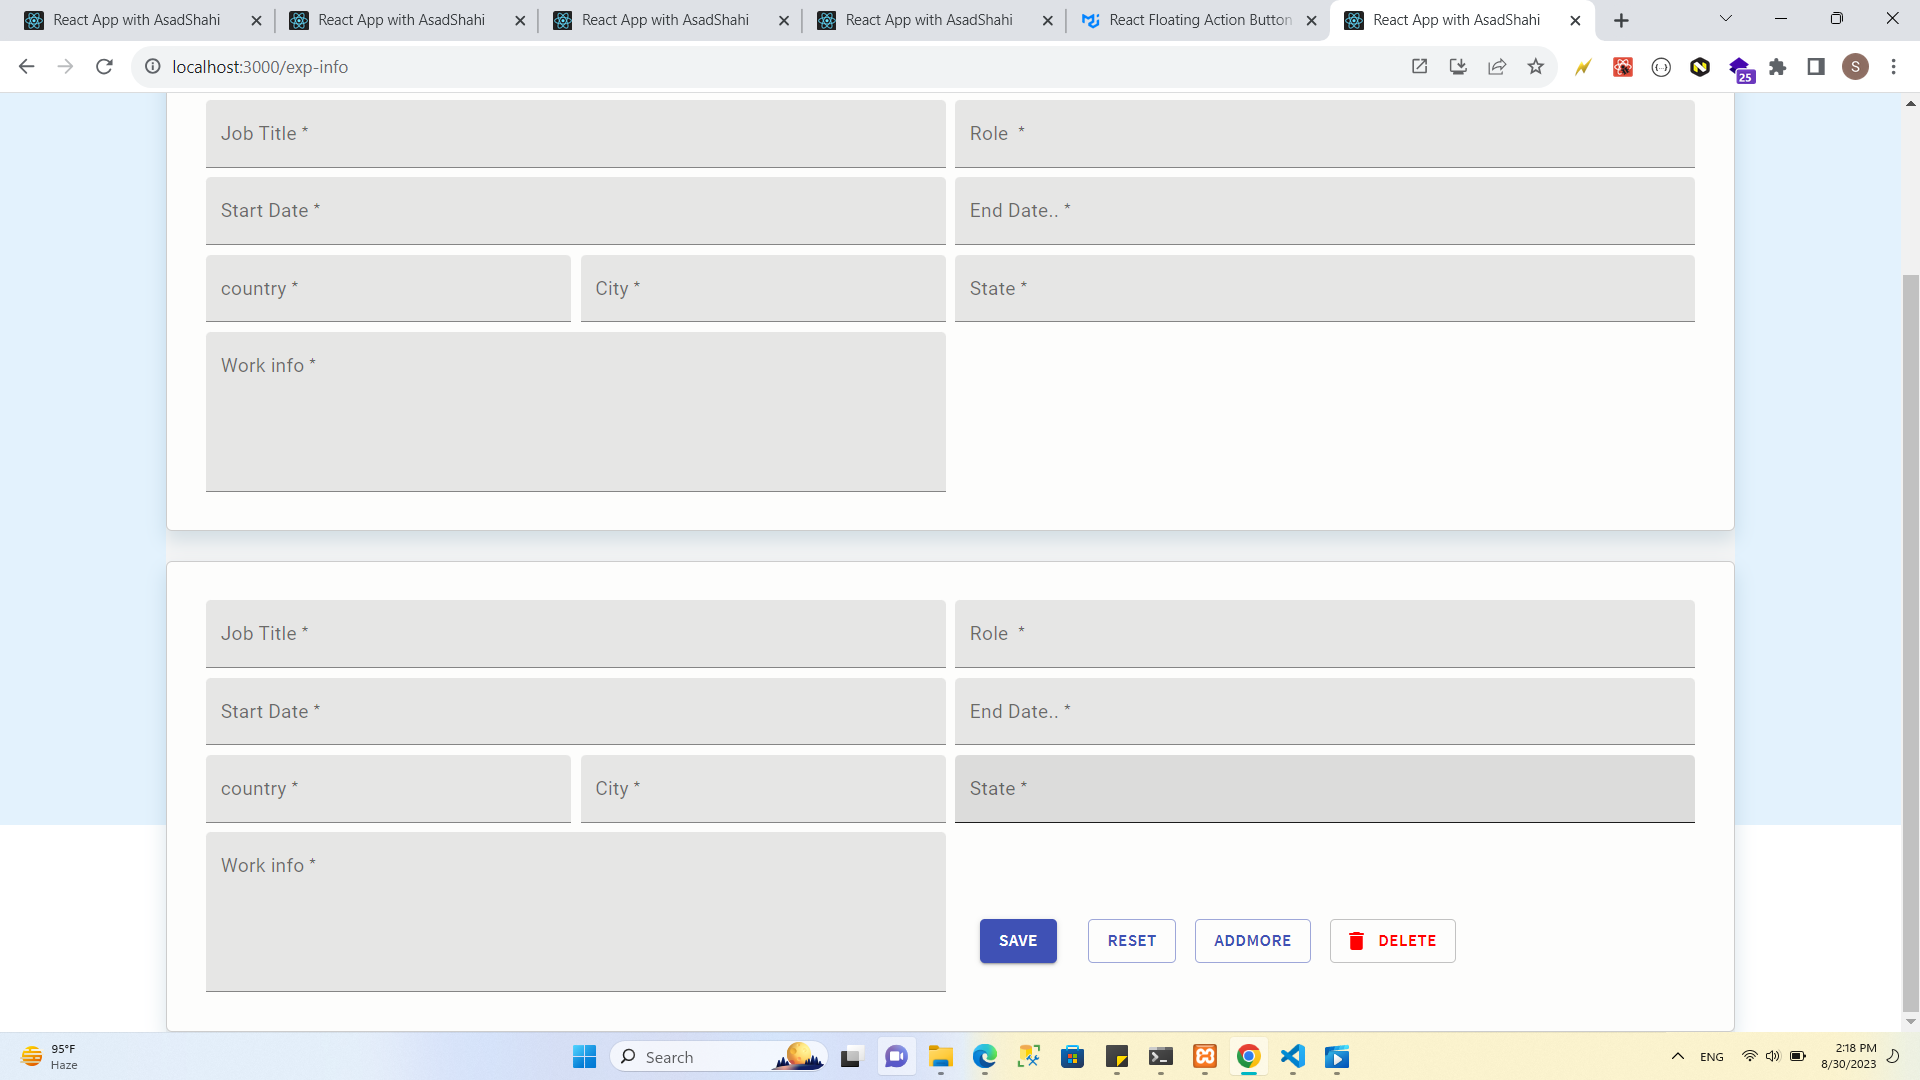 React App with AsadShahi
React App with AsadShahi
React App with AsadShahi
React App with AsadShahi
React Floating Action Button
React App with AsadShahi
localhost:3000/exp-info
25
S
Job Title *
Role *
Start Date *
End Date.. *
country *
City *
State *
Work info *
Job Title *
Role *
Start Date *
End Date.. *
country *
City *
State *
Work info *
SAVE
RESET
ADDMORE
DELETE
95°F
Haze
Search
ENG
2:18 PM
8/30/2023